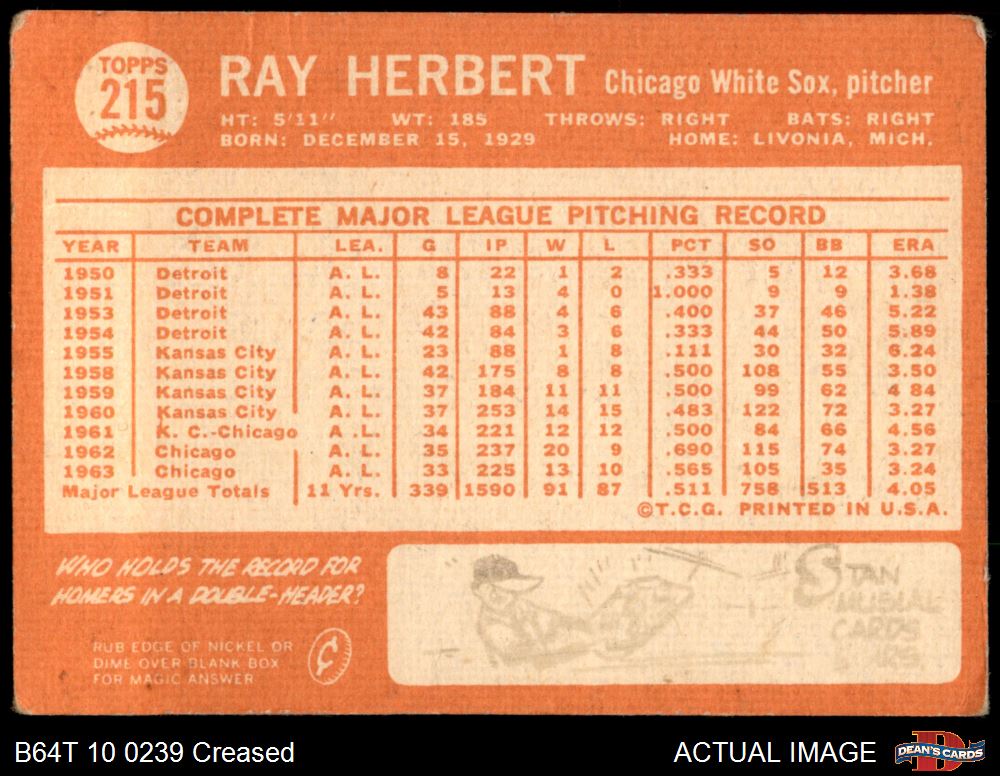 TOPPS
215
RAY HERBERT Chicago White Sox, pitcher
HT: 5'11" WT: 185 THROWS: RIGHT BATS: RIGHT
BORN: DECEMBER 15, 1929 HOME: LIVONIA, MICH.
COMPLETE MAJOR LEAGUE PITCHING RECORD
YEAR TEAM LEA. G IP W L PCT SO BB ERA
1950 Detroit A. L. 8 22 1 2 .333 5 12 3.68
1951 Detroit A. L. 5 13 4 0 1.000 9 9 1.38
1953 Detroit A. L. 43 88 4 6 .400 37 46 5.22
1954 Detroit A. L. 42 84 3 6 .333 44 50 5.89
1955 Kansas City A. L. 23 88 1 8 .111 30 32 6.24
1958 Kansas City A. L. 42 175 8 8 .500 108 55 3.50
1959 Kansas City A. L. 37 184 11 11 .500 99 62 4 84
1960 Kansas City A. L. 37 253 14 15 .483 122 72 3.27
1961 K. C.-Chicago A .L. 34 221 12 12 .500 84 66 4.56
1962 Chicago A. L. 35 237 20 9 .690 115 74 3.27
1963 Chicago A. L. 33 225 13 10 .565 105 35 3.24
Major League Totals 11 Yrs. 339 1590 91 87 .511 758 513 4.05
©T.C.G. PRINTED IN U.S.A.
WHO HOLDS THE RECORD FOR
HOMERS IN A DOUBLE-HEADER?
RUB EDGE OF NICKEL OR
DIME OVER BLANK BOX
FOR MAGIC ANSWER
¢
STAN
MUSIAL
CARDS
B64T 10 0239 Creased
ACTUAL IMAGE
DEAN'S CARDS